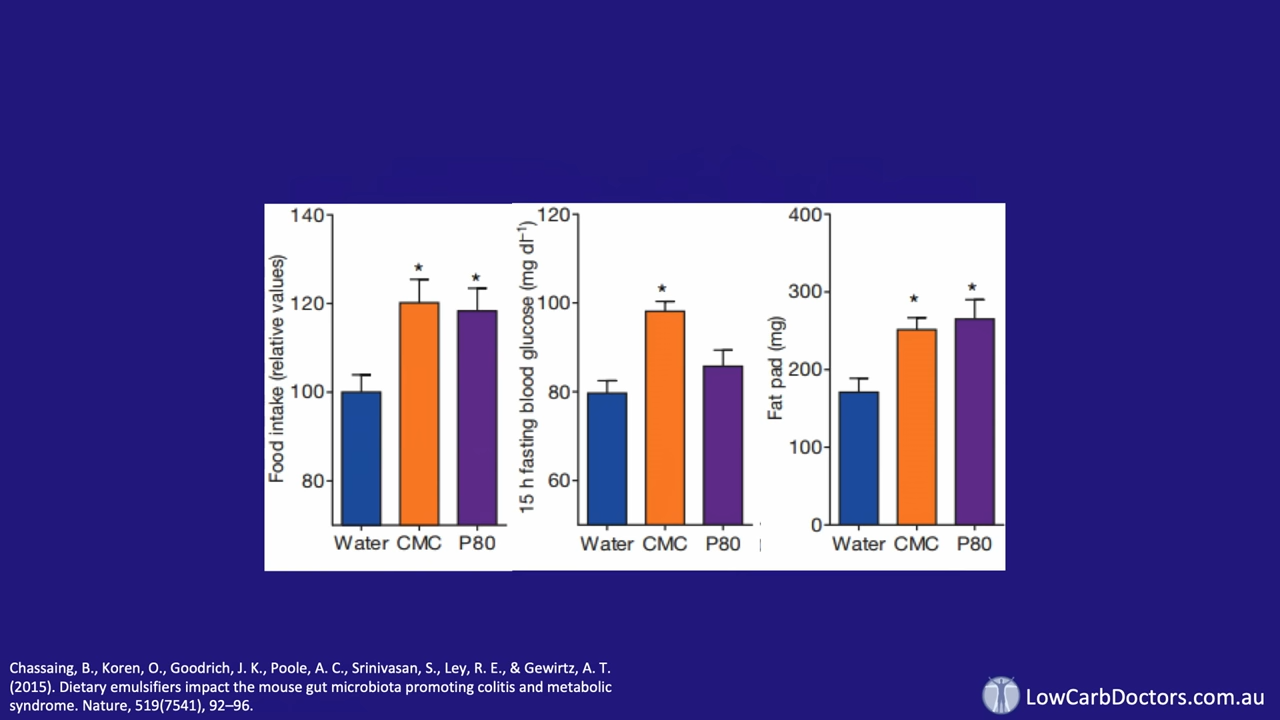 Food intake (relative values)
140
120
100
80
*
*
Water CMC P80
15 h fasting blood glucose (mg dl⁻¹)
120
100
80
60
*
Water CMC P80
Fat pad (mg)
400
300
200
100
0
*
*
Water CMC P80
Chassaing, B., Koren, O., Goodrich, J. K., Poole, A. C., Srinivasan, S., Ley, R. E., & Gewirtz, A. T.
(2015). Dietary emulsifiers impact the mouse gut microbiota promoting colitis and metabolic
syndrome. Nature, 519(7541), 92–96.
LowCarbDoctors.com.au